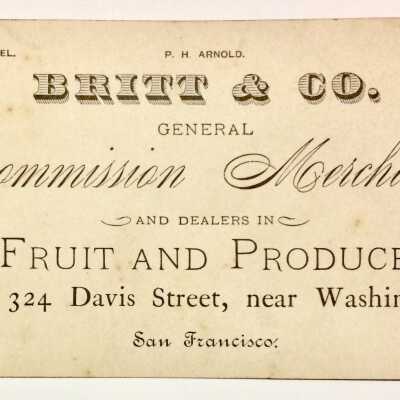 EL. P. H. ARNOLD.
BRITT & CO.
GENERAL
ommission Mercha
AND DEALERS IN
FRUIT AND PRODUCE
324 Davis Street, near Washin
San Francisco.